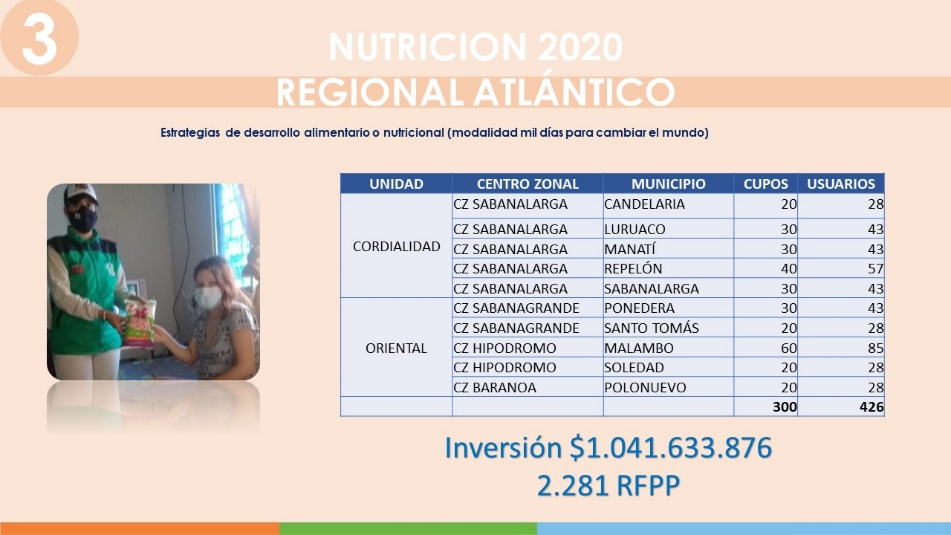 3
NUTRICION 2020
REGIONAL ATLÁNTICO
Estrategias de desarrollo alimentario o nutricional (modalidad mil días para cambiar el mundo)
UNIDAD CENTRO ZONAL MUNICIPIO CUPOS USUARIOS
CORDIALIDAD
CZ SABANALARGA CANDELARIA 20 28
CZ SABANALARGA LURUACO 30 43
CZ SABANALARGA MANATÍ 30 43
CZ SABANALARGA REPELÓN 40 57
CZ SABANALARGA SABANALARGA 30 43
ORIENTAL
CZ SABANAGRANDE PONEDERA 30 43
CZ SABANAGRANDE SANTO TOMÁS 20 28
CZ HIPODROMO MALAMBO 60 85
CZ HIPODROMO SOLEDAD 20 28
CZ BARANOA POLONUEVO 20 28
300 426
Inversión $1.041.633.876
2.281 RFPP